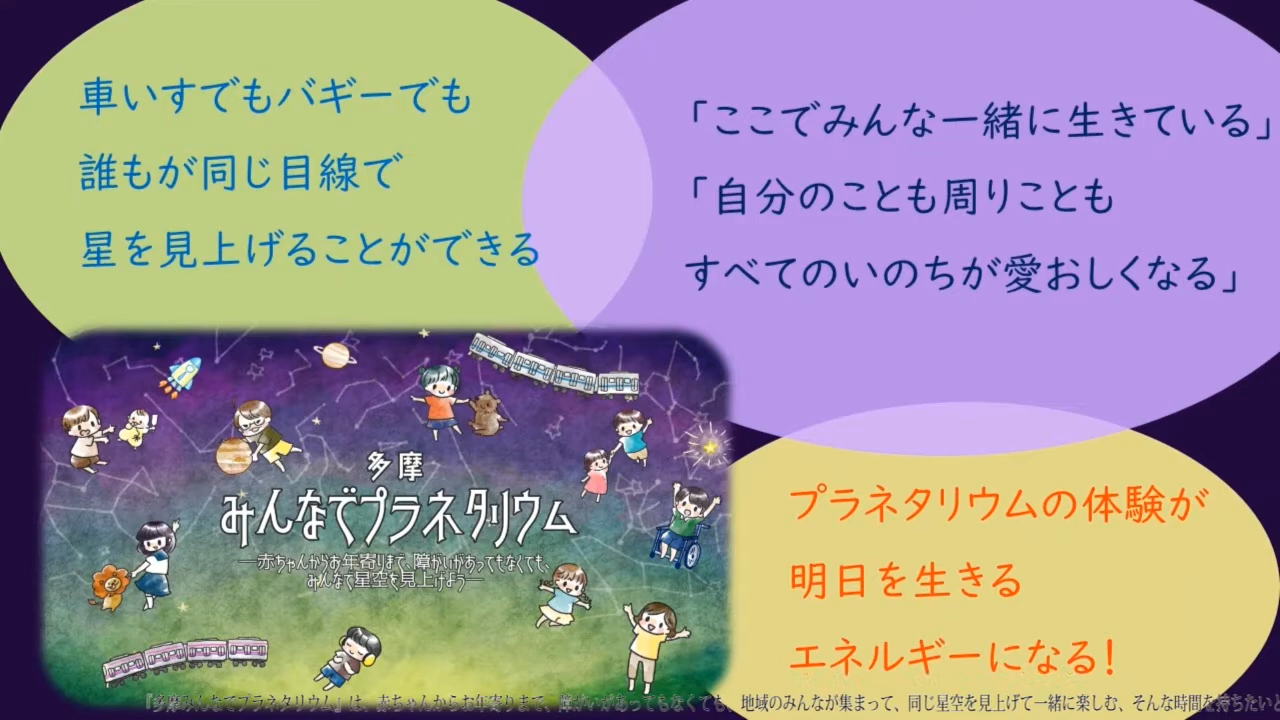 車いすでもバギーでも
誰もが同じ目線で
星を見上げることができる
「ここでみんな一緒に生きている」
「自分のことも周りことも
すべてのいのちが愛おしくなる」
多摩
みんなでプラネタリウム
―赤ちゃんからお年寄りまで、障がいがあってもなくても、
みんなで星空を見上げよう―
プラネタリウムの体験が
明日を生きる
エネルギーになる!
『多摩みんなでプラネタリウム』は、赤ちゃんからお年寄りまで、障がいがあってもなくても、地域のみんなが集まって、同じ星空を見上げて一緒に楽しむ、そんな時間を持ちたいと